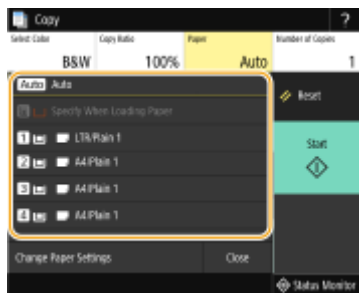 Copy
?
Select Color
Copy Ratio
Paper
Number of Copies
B&W
100%
Auto
1
Auto Auto
Specify When Loading Paper
Reset
1 LTR/Plain 1
Start
2 A4/Plain 1
3 A4/Plain 1
4 A4/Plain 1
Change Paper Settings
Close
Status Monitor